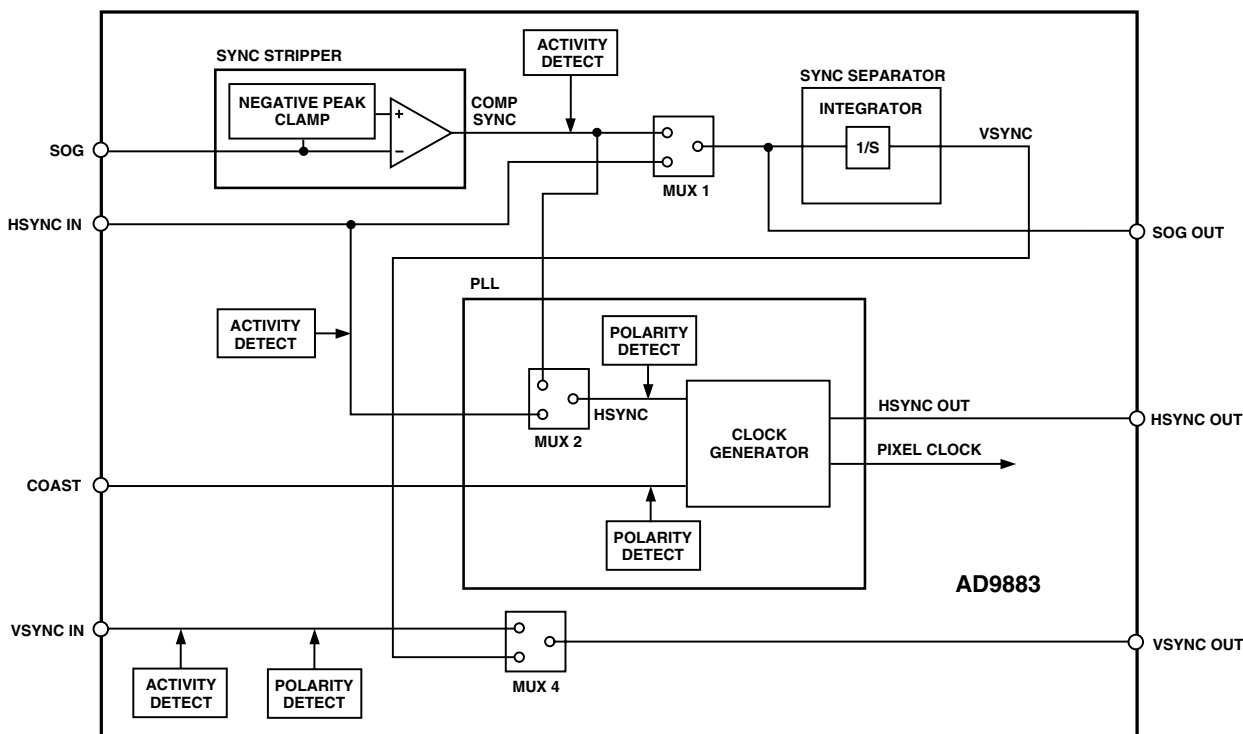 SYNC STRIPPER
NEGATIVE PEAK
CLAMP
+
−
COMP
SYNC
ACTIVITY
DETECT
SYNC SEPARATOR
INTEGRATOR
1/S
VSYNC
SOG
MUX 1
HSYNC IN
SOG OUT
PLL
ACTIVITY
DETECT
POLARITY
DETECT
HSYNC
MUX 2
CLOCK
GENERATOR
HSYNC OUT
HSYNC OUT
PIXEL CLOCK
COAST
POLARITY
DETECT
AD9883
VSYNC IN
VSYNC OUT
ACTIVITY
DETECT
POLARITY
DETECT
MUX 4